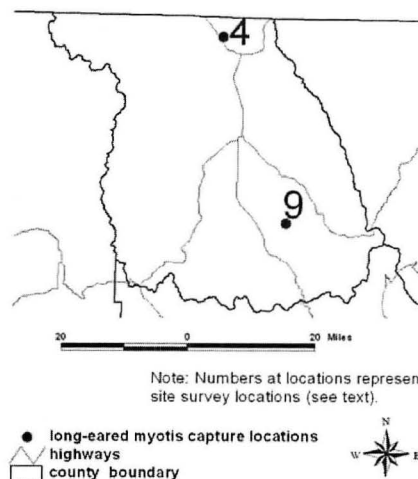 4
9
20 0 20 Miles
Note: Numbers at locations represen
site survey locations (see text).
long-eared myotis capture locations
highways
county boundary
N
W E